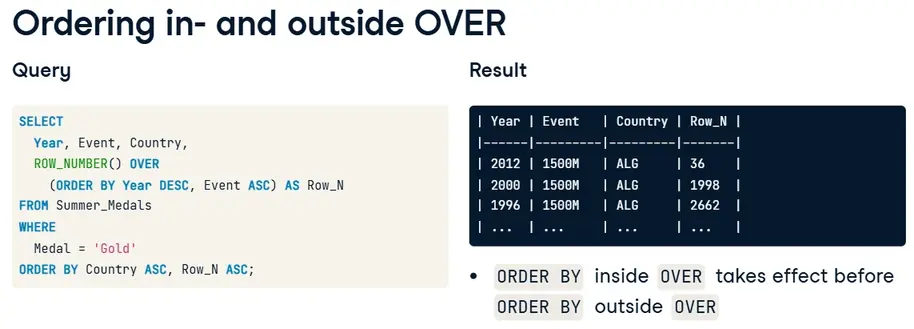 Ordering in- and outside OVER
Query
SELECT
Year, Event, Country,
ROW_NUMBER() OVER
(ORDER BY Year DESC, Event ASC) AS Row_N
FROM Summer_Medals
WHERE
Medal = 'Gold'
ORDER BY Country ASC, Row_N ASC;
Result
| Year | Event   | Country | Row_N |
|------|---------|---------|-------|
| 2012 | 1500M   | ALG     | 36    |
| 2000 | 1500M   | ALG     | 1998  |
| 1996 | 1500M   | ALG     | 2662  |
| ...  | ...     | ...     | ...   |
• ORDER BY inside OVER takes effect before
ORDER BY outside OVER